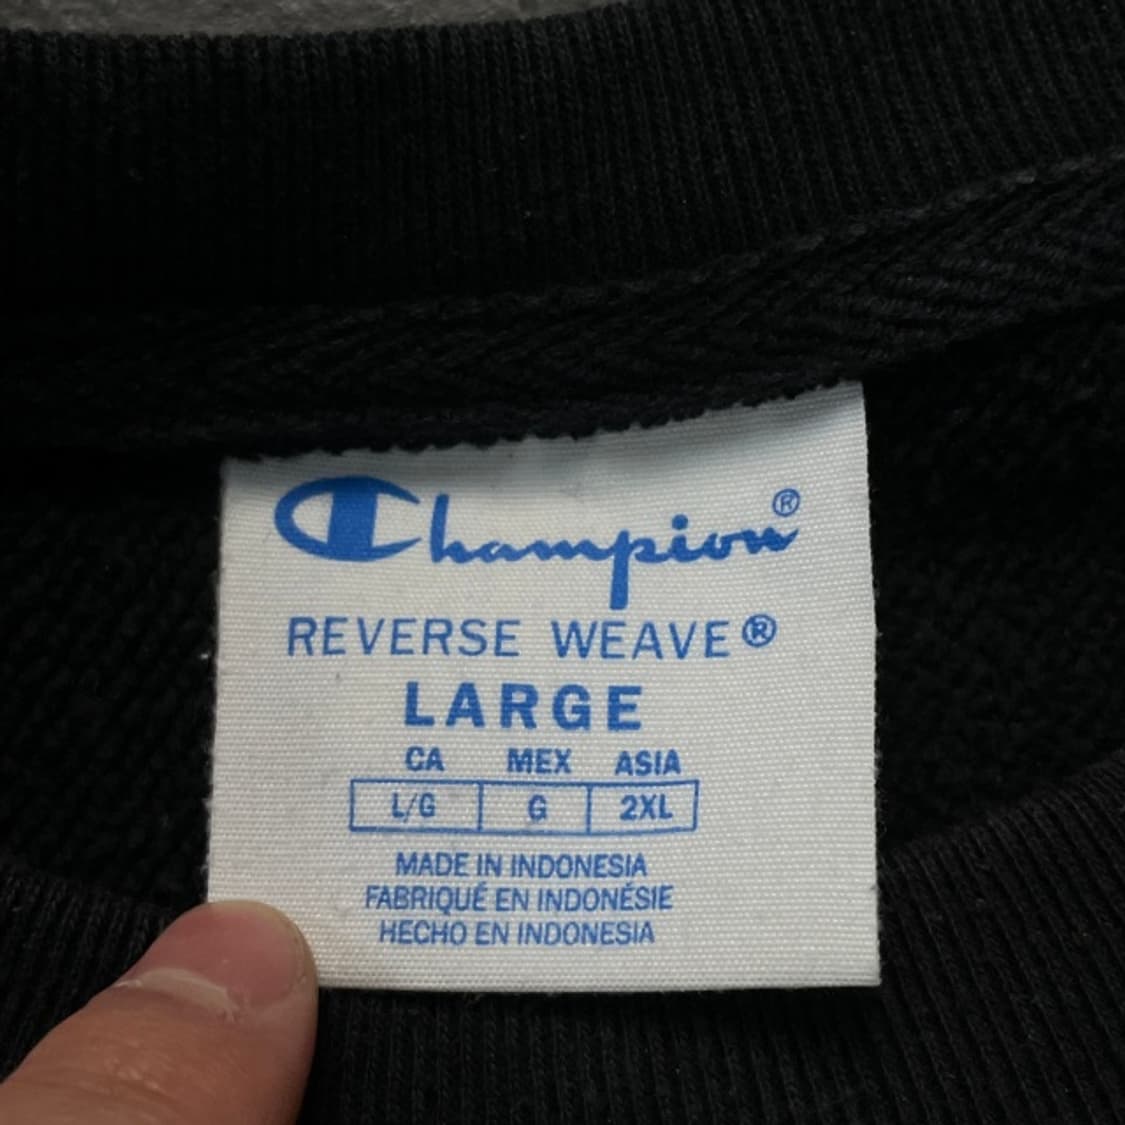 Champion®
REVERSE WEAVE®
LARGE
CA MEX ASIA
L/G G 2XL
MADE IN INDONESIA
FABRIQUÉ EN INDONÉSIE
HECHO EN INDONESIA